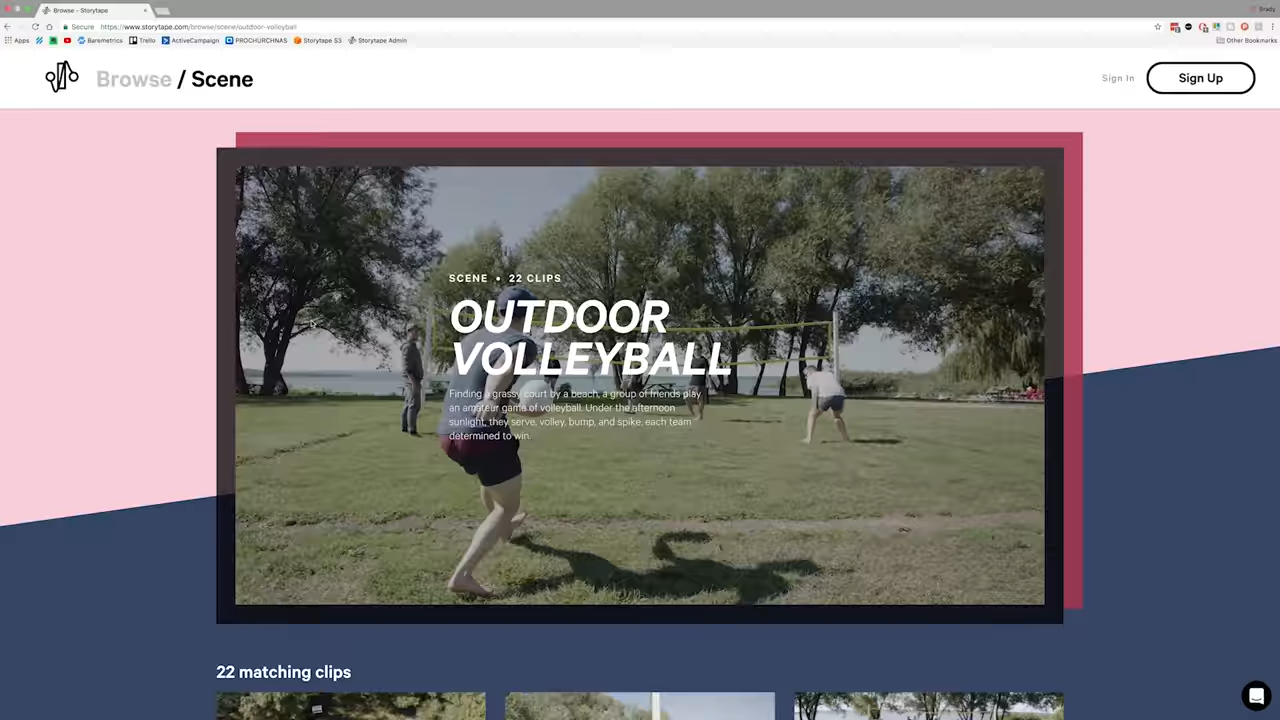 Browse - Storytape
Brady
Secure https://www.storytape.com/browse/scene/outdoor-volleyball
Apps
Baremetrics
Trello
ActiveCampaign
PROCHURCHNAS
Storytape S3
Storytape Admin
Other Bookmarks
Browse / Scene
Sign In
Sign Up
SCENE • 22 CLIPS
OUTDOOR
VOLLEYBALL
Finding a grassy court by a beach, a group of friends play
an amateur game of volleyball. Under the afternoon
sunlight, they serve, volley, bump, and spike, each team
determined to win.
22 matching clips